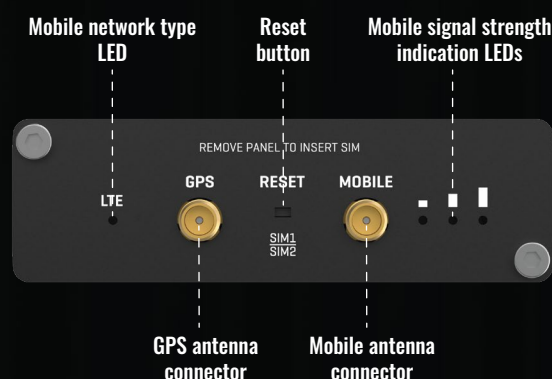 Mobile network type
LED
Reset
button
Mobile signal strength
indication LEDs
REMOVE PANEL TO INSERT SIM
GPS
RESET
MOBILE
LTE
SIM1
SIM2
GPS antenna
connector
Mobile antenna
connector